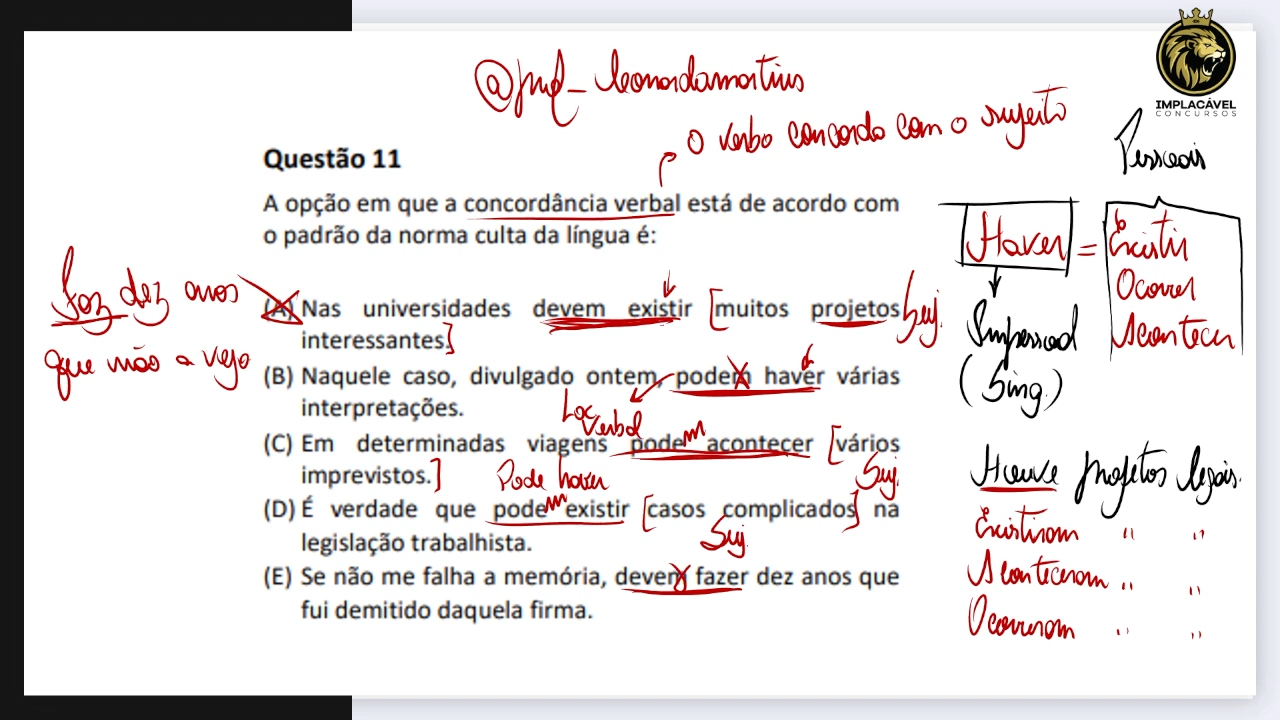 @prof_leonardamartins
IMPLACÁVEL
CONCURSOS
O verbo concorda com o sujeito
Pessoais
Questão 11
A opção em que a concordância verbal está de acordo com
o padrão da norma culta da língua é:
Haver = Existir
Ocorrer
Acontecer
Impessoal
(Sing.)
Faz dez anos
que não a vejo
(A) Nas universidades devem existir [muitos projetos
interessantes.]
Suj.
(B) Naquele caso, divulgado ontem, podem haver várias
interpretações.
Loc
Verbal
(C) Em determinadas viagens podem acontecer [vários
imprevistos.]
Suj.
Pode haver
(D) É verdade que podem existir [casos complicados] na
legislação trabalhista.
Suj.
(E) Se não me falha a memória, devem fazer dez anos que
fui demitido daquela firma.
Houve projetos legais.
Existiram " "
Aconteceram " "
Ocorreram " "